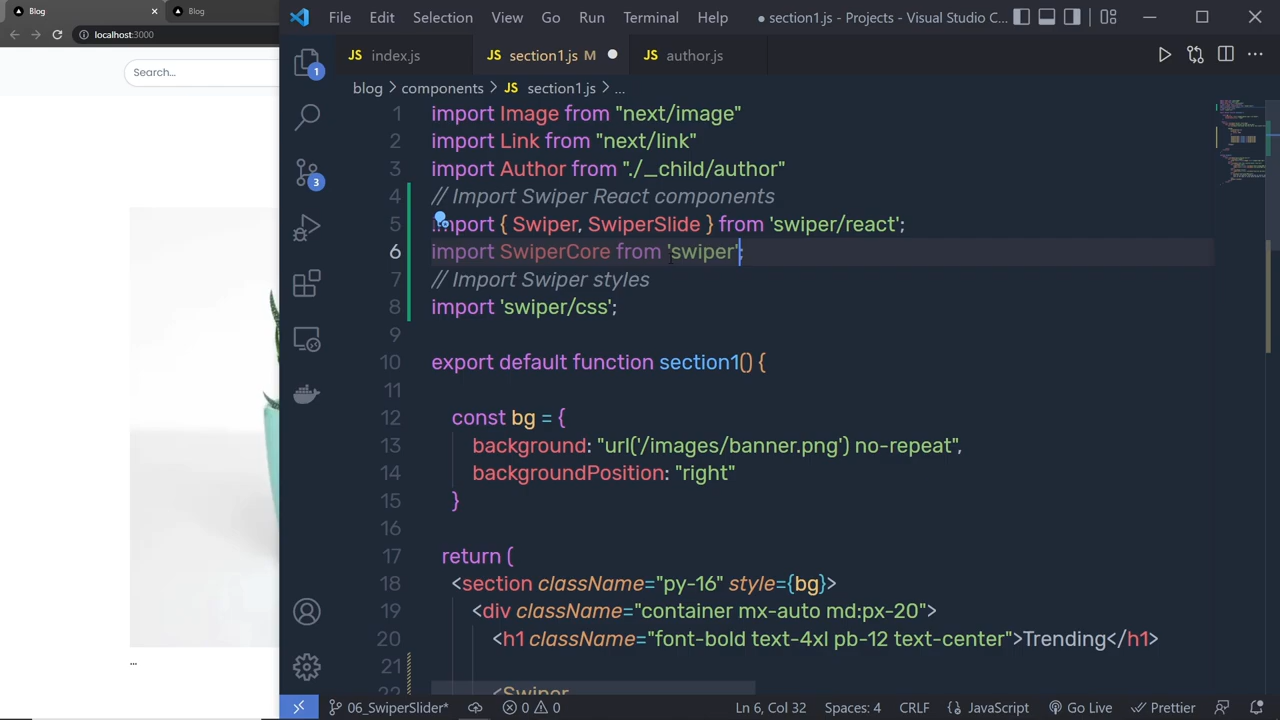 Blog
Blog
localhost:3000
Search...
...
File Edit Selection View Go Run Terminal Help
● section1.js - Projects - Visual Studio C...
JS index.js
JS section1.js M
JS author.js
blog > components > JS section1.js > ...
1 import Image from "next/image"
2 import Link from "next/link"
3 import Author from "./_child/author"
4 // Import Swiper React components
5 import { Swiper, SwiperSlide } from 'swiper/react';
6 import SwiperCore from 'swiper';
7 // Import Swiper styles
8 import 'swiper/css';
9
10 export default function section1() {
11
12 const bg = {
13 background: "url('/images/banner.png') no-repeat",
14 backgroundPosition: "right"
15 }
16
17 return (
18 <section className="py-16" style={bg}>
19 <div className="container mx-auto md:px-20">
20 <h1 className="font-bold text-4xl pb-12 text-center">Trending</h1>
21
22 <Swiper
1
3
06_SwiperSlider* 0 0 Ln 6, Col 32 Spaces: 4 CRLF {} JavaScript Go Live Prettier